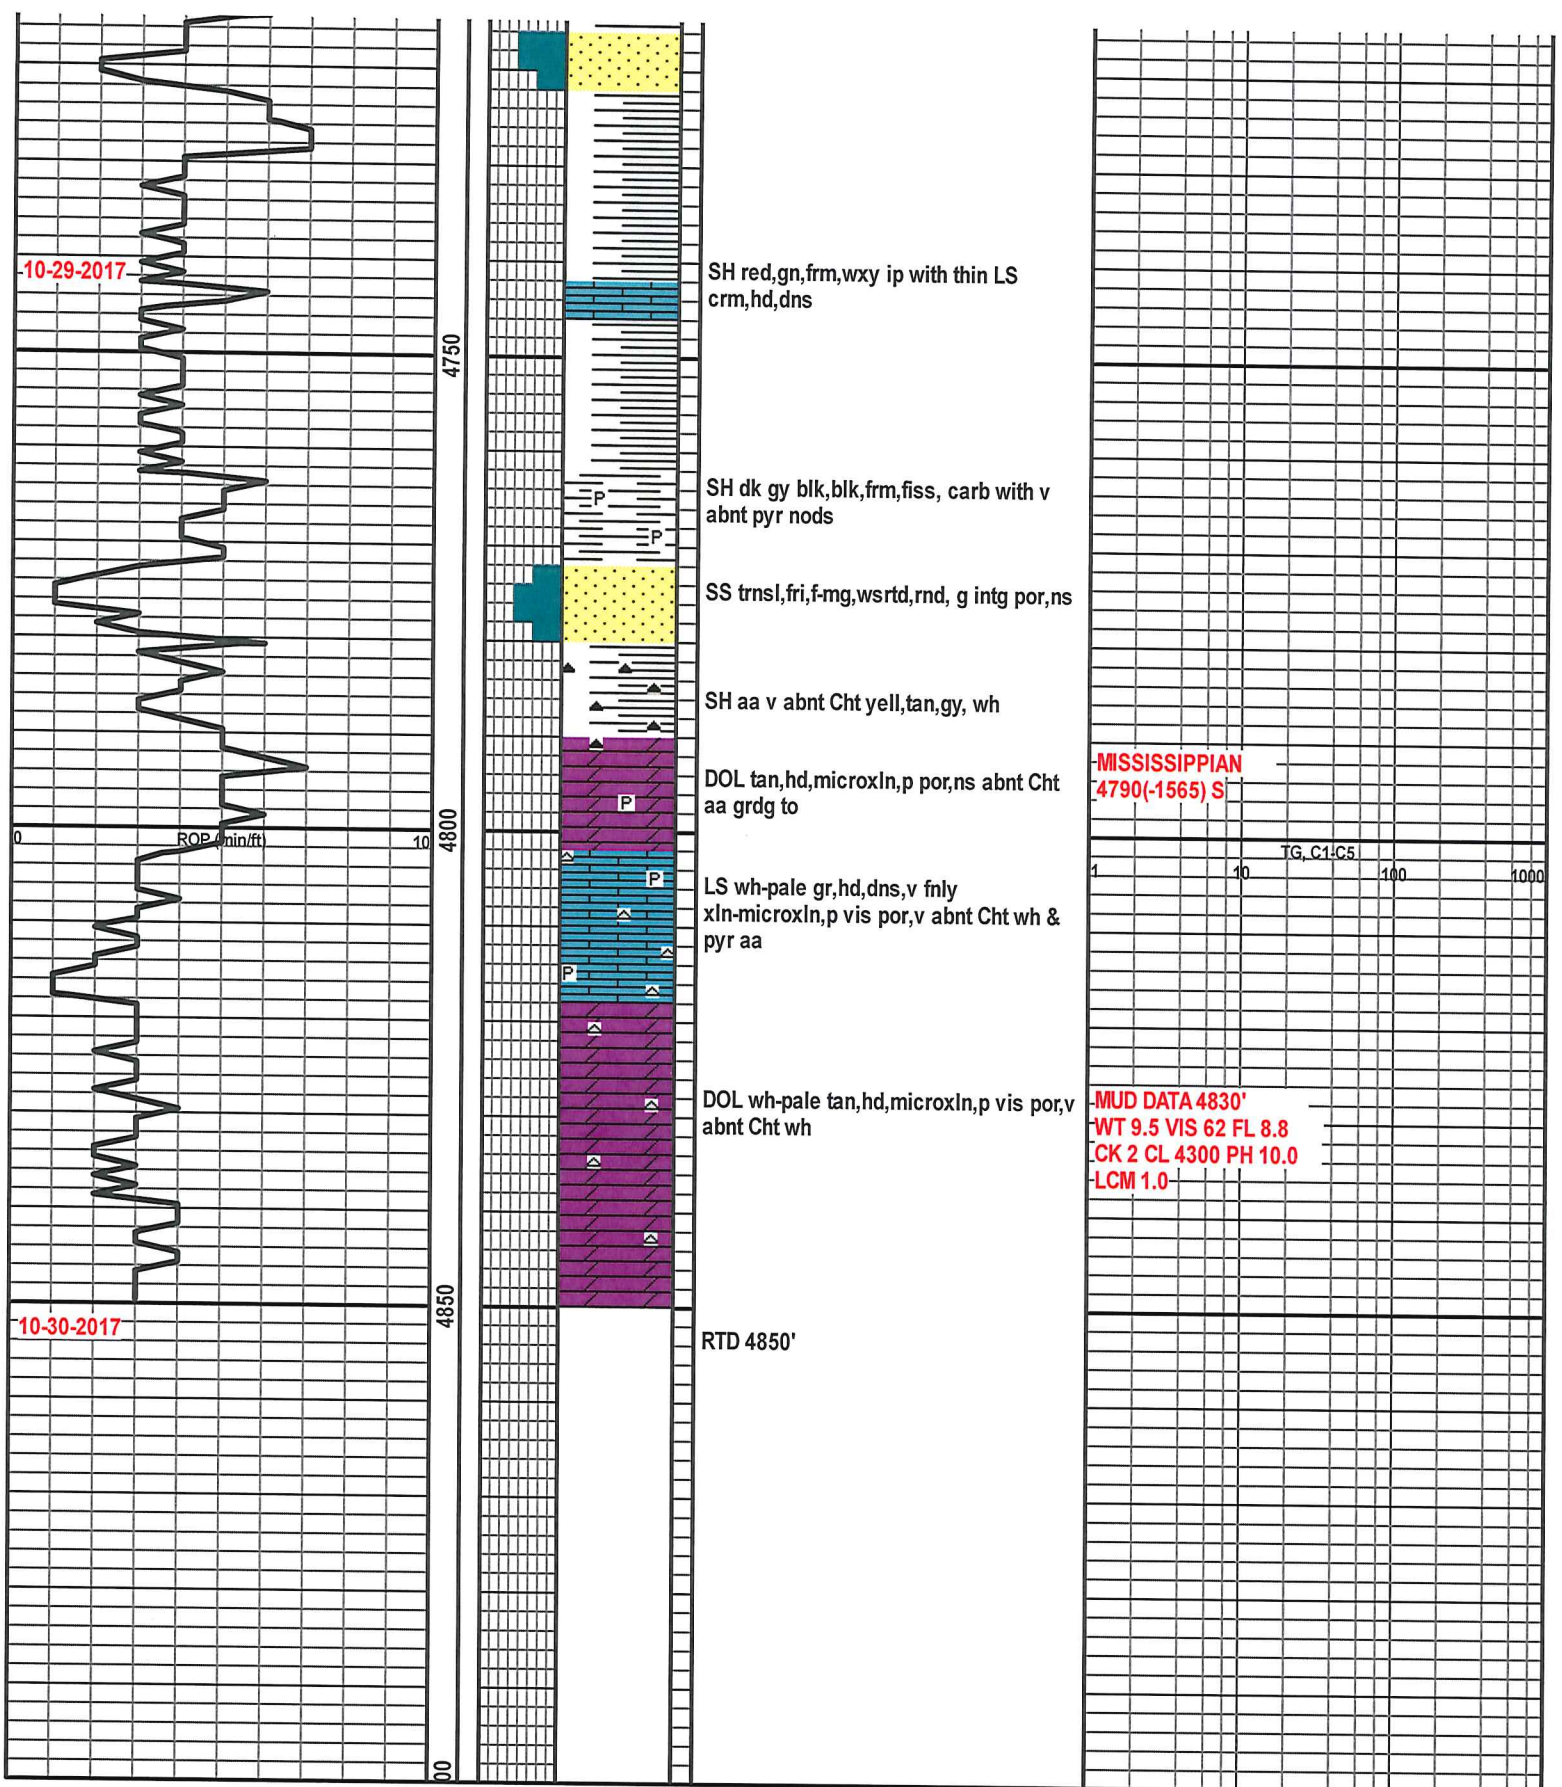 10-29-2017
SH red,gn,frm,wxy ip with thin LS
crm,hd,dns
4750
P
SH dk gy blk,blk,frm,fiss, carb with v
abnt pyr nods
P
SS trnsl,fri,f-mg,wsrtd,rnd, g intg por,ns
SH aa v abnt Cht yell,tan,gy, wh
MISSISSIPPIAN
4790(-1565) S
DOL tan,hd,microxln,p por,ns abnt Cht
aa grdg to
P
0 ROP (min/ft) 10
4800
TG, C1-C5
1 10 100 1000
P
LS wh-pale gr,hd,dns,v fnly
xln-microxln,p vis por,v abnt Cht wh &
pyr aa
P
DOL wh-pale tan,hd,microxln,p vis por,v
abnt Cht wh
MUD DATA 4830'
WT 9.5 VIS 62 FL 8.8
CK 2 CL 4300 PH 10.0
LCM 1.0
4850
10-30-2017
RTD 4850'
00